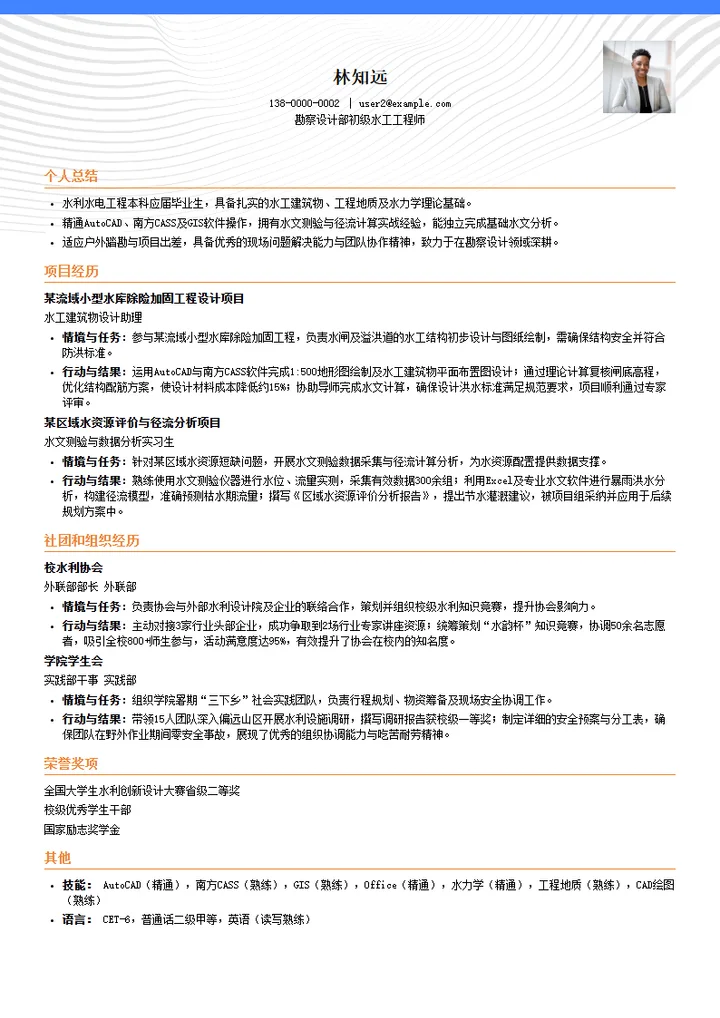 林知远
138-0000-0002 | user2@example.com
勘察设计部初级水工工程师
个人总结
• 水利水电工程本科应届毕业生，具备扎实的水工建筑物、工程地质及水力学理论基础。
• 精通AutoCAD、南方CASS及GIS软件操作，拥有水文测验与径流计算实战经验，能独立完成基础水文分析。
• 适应户外踏勘与项目出差，具备优秀的现场问题解决能力与团队协作精神，致力于在勘察设计领域深耕。
项目经历
某流域小型水库除险加固工程设计项目
水工建筑物设计助理
• 情境与任务：参与某流域小型水库除险加固工程，负责水闸及溢洪道的水工结构初步设计与图纸绘制，需确保结构安全并符合
防洪标准。
• 行动与结果：运用AutoCAD与南方CASS软件完成1:500地形图绘制及水工建筑物平面布置图设计；通过理论计算复核闸底高程，
优化结构配筋方案，使设计材料成本降低约15%；协助导师完成水文计算，确保设计洪水标准满足规范要求，项目顺利通过专家
评审。
某区域水资源评价与径流分析项目
水文测验与数据分析实习生
• 情境与任务：针对某区域水资源短缺问题，开展水文测验数据采集与径流计算分析，为水资源配置提供数据支撑。
• 行动与结果：熟练使用水文测验仪器进行水位、流量实测，采集有效数据300余组；利用Excel及专业水文软件进行暴雨洪水分
析，构建径流模型，准确预测枯水期流量；撰写《区域水资源评价分析报告》，提出节水灌溉建议，被项目组采纳并应用于后续
规划方案中。
社团和组织经历
校水利协会
外联部部长 外联部
• 情境与任务：负责协会与外部水利设计院及企业的联络合作，策划并组织校级水利知识竞赛，提升协会影响力。
• 行动与结果：主动对接3家行业头部企业，成功争取到2场行业专家讲座资源；统筹策划“水韵杯”知识竞赛，协调50余名志愿
者，吸引全校800+师生参与，活动满意度达95%，有效提升了协会在校内的知名度。
学院学生会
实践部干事 实践部
• 情境与任务：组织学院暑期“三下乡”社会实践团队，负责行程规划、物资筹备及现场安全协调工作。
• 行动与结果：带领15人团队深入偏远山区开展水利设施调研，撰写调研报告获校级一等奖；制定详细的安全预案与分工表，确
保团队在野外作业期间零安全事故，展现了优秀的组织协调能力与吃苦耐劳精神。
荣誉奖项
全国大学生水利创新设计大赛省级二等奖
校级优秀学生干部
国家励志奖学金
其他
• 技能： AutoCAD（精通），南方CASS（熟练），GIS（熟练），Office（精通），水力学（精通），工程地质（熟练），CAD绘图
（熟练）
• 语言： CET-6，普通话二级甲等，英语（读写熟练）